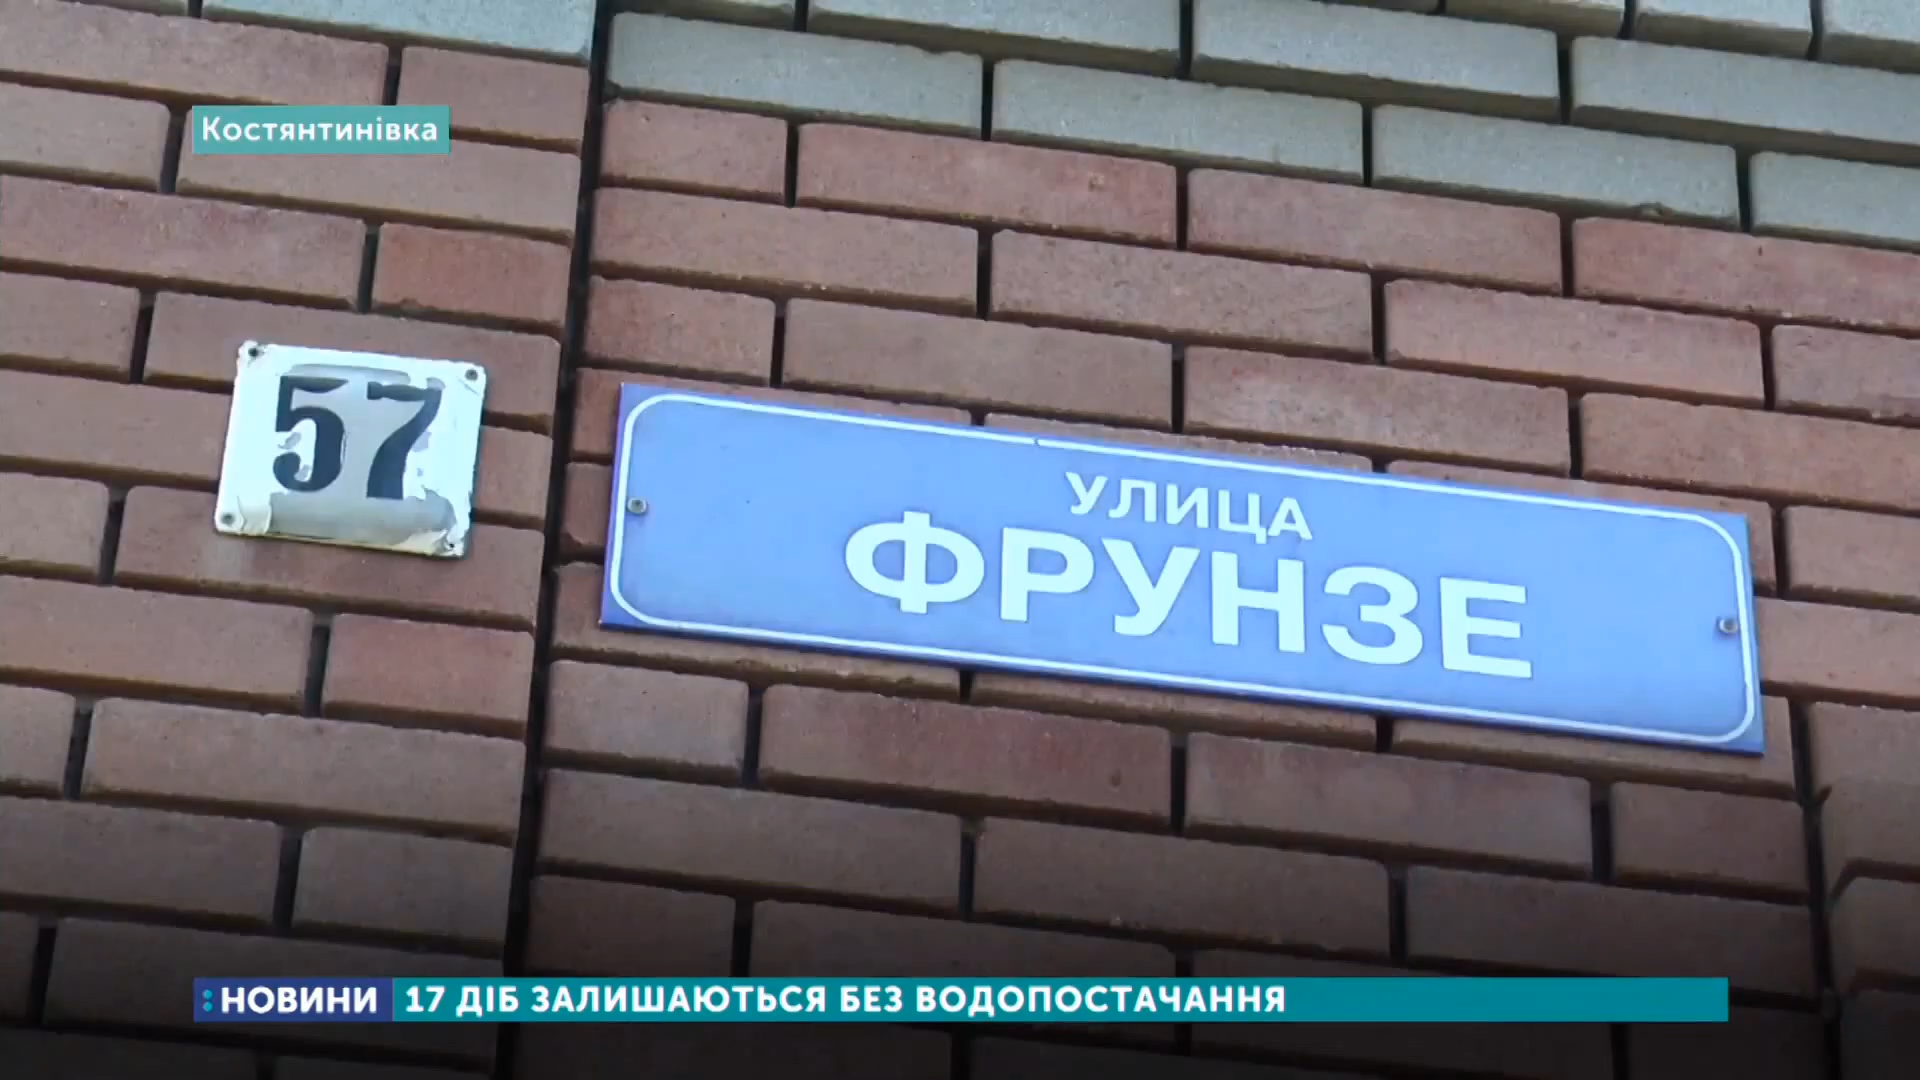 Костянтинівка
57
УЛИЦА
ФРУНЗЕ
НОВИНИ 17 ДІБ ЗАЛИШАЮТЬСЯ БЕЗ ВОДОПОСТАЧАННЯ